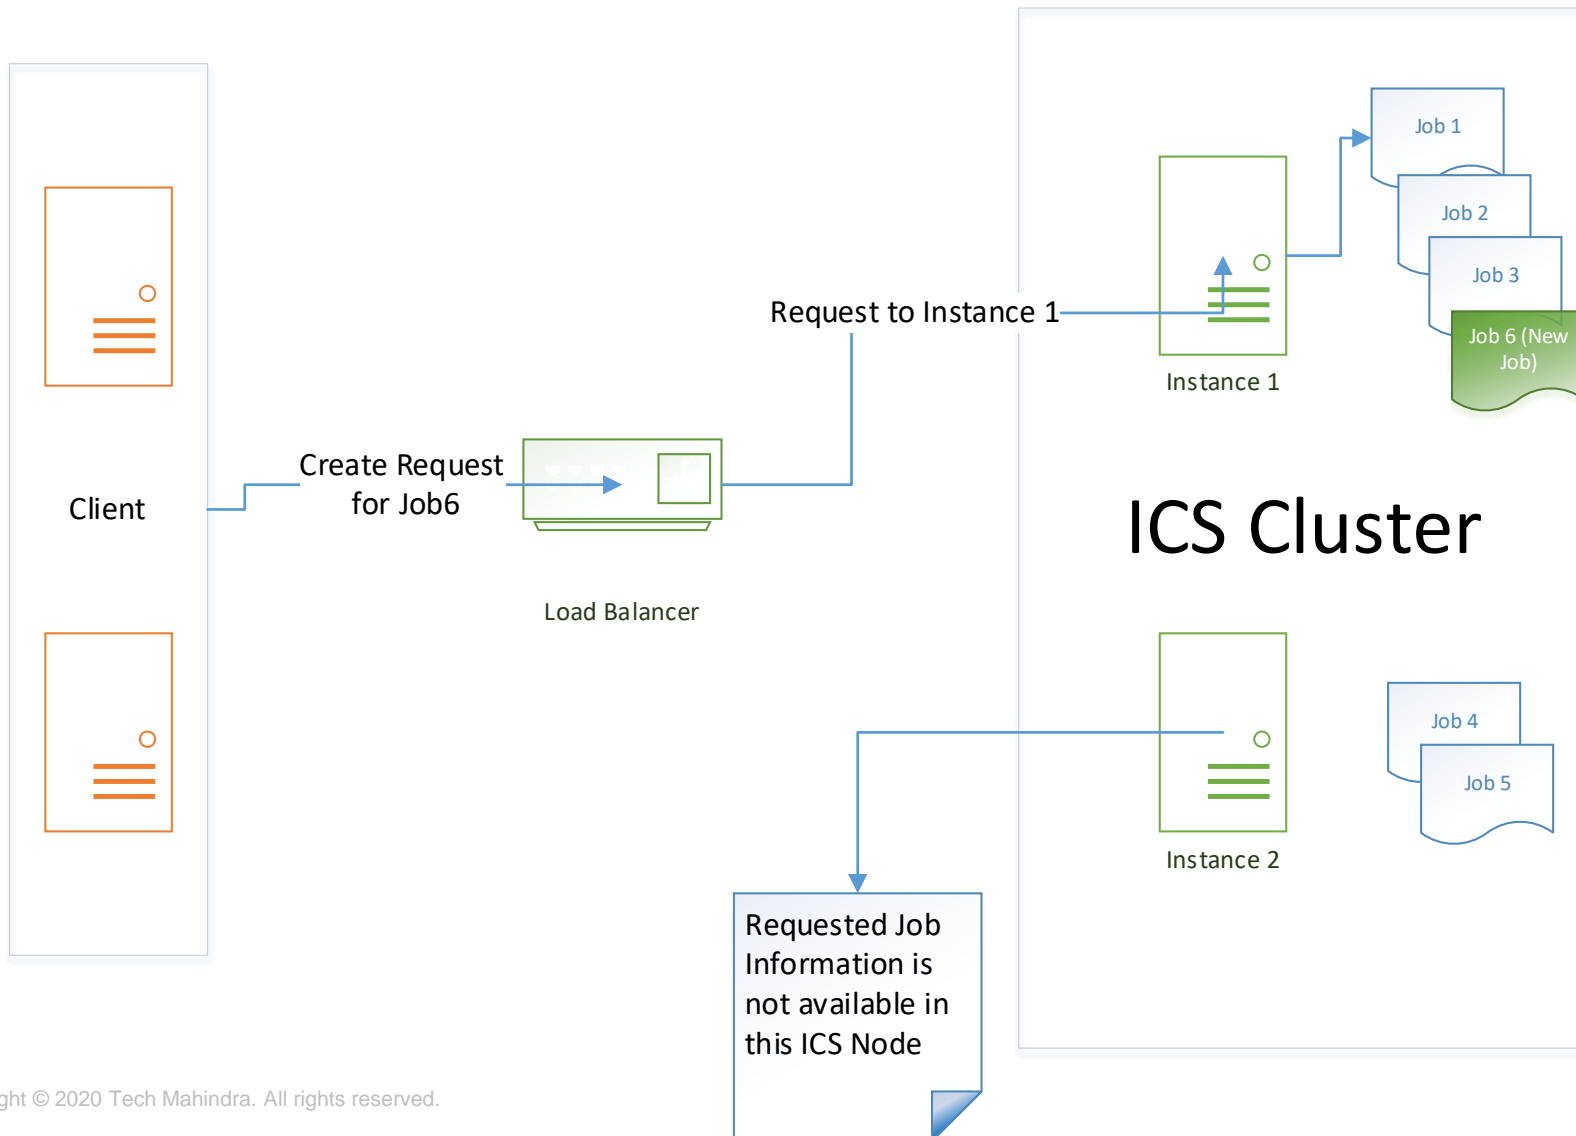 Job 1
Job 2
Job 3
Job 6 (New
Job)
Request to Instance 1
Instance 1
Create Request
for Job6
Client
ICS Cluster
Load Balancer
Job 4
Job 5
Instance 2
Requested Job
Information is
not available in
this ICS Node
ght © 2020 Tech Mahindra. All rights reserved.